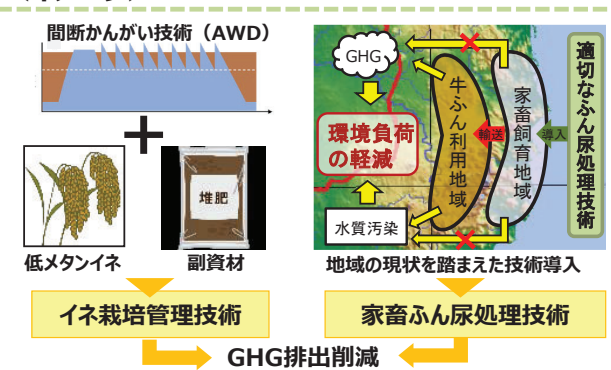 間断かんがい技術（AWD）
堆肥
低メタンイネ
副資材
イネ栽培管理技術
GHG
環境負荷
の軽減
水質汚染
牛ふん利用地域
輸送
家畜飼育地域
導入
適切なふん尿処理技術
地域の現状を踏まえた技術導入
家畜ふん尿処理技術
GHG排出削減